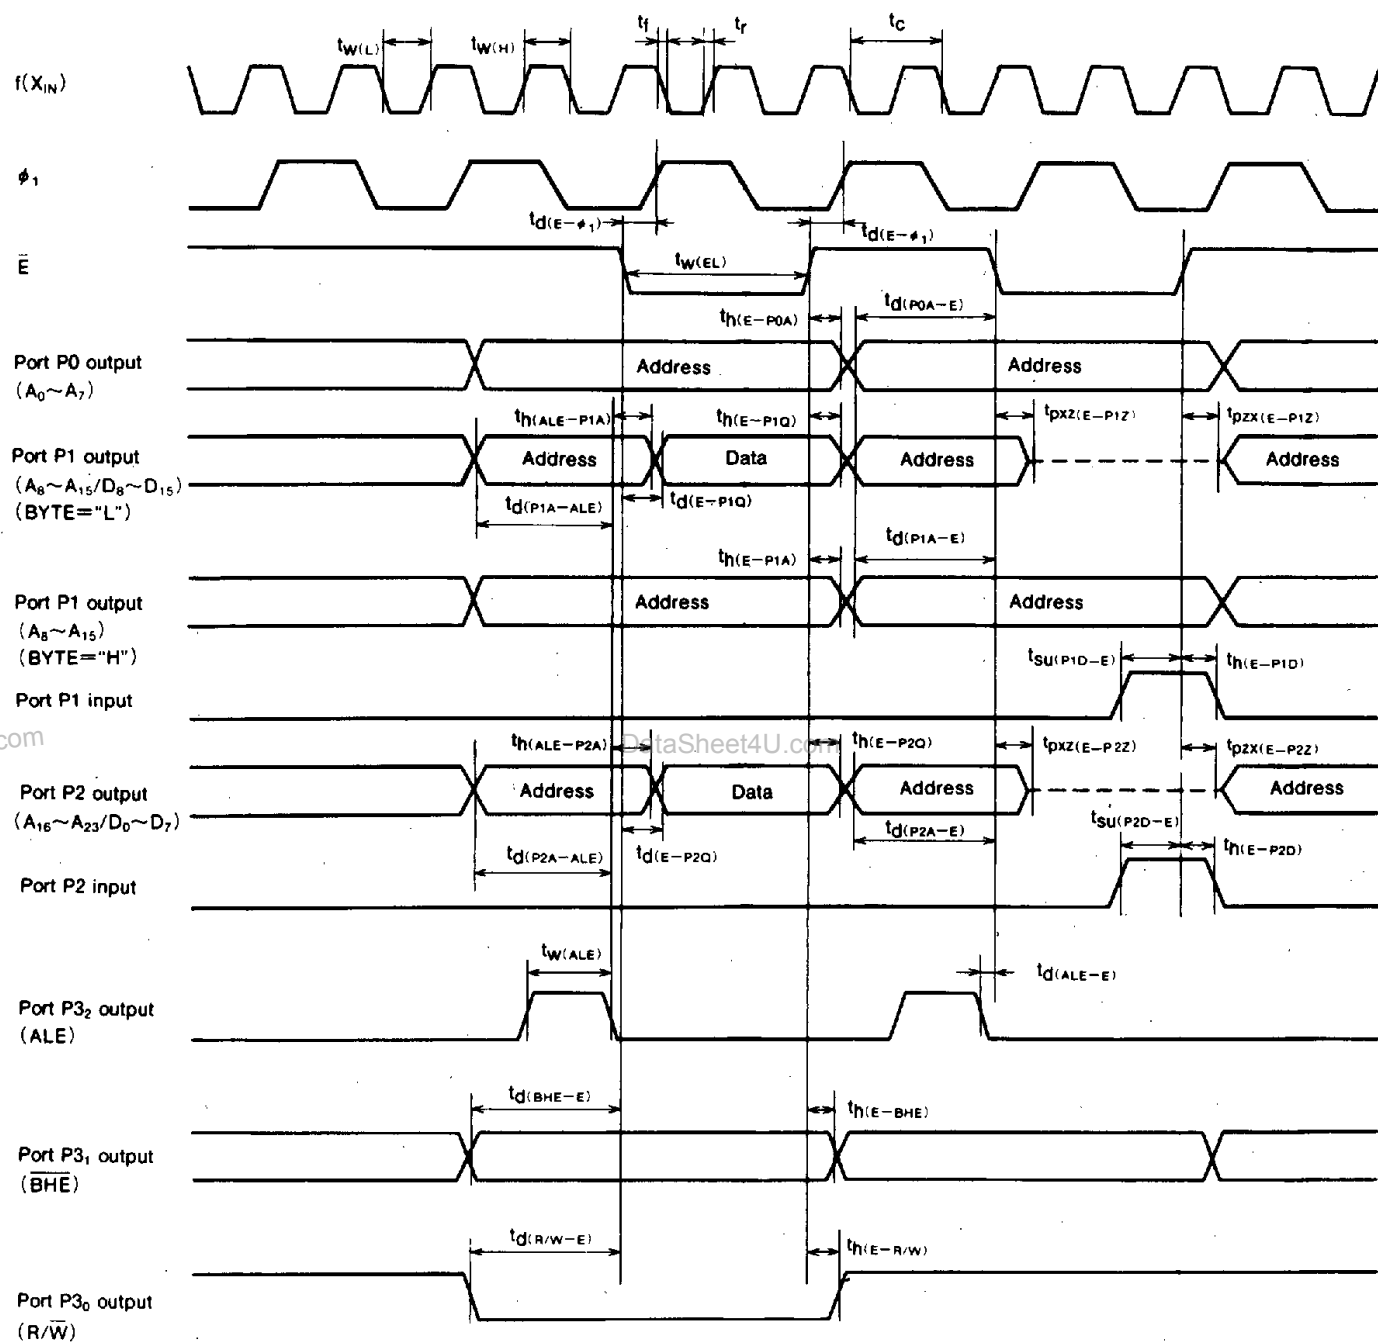 tf tr tC
tW(L) tW(H)
f(XIN)
ϕ1
td(E−ϕ1) td(E−ϕ1)
E̅ tW(EL)
td(P0A−E)
th(E−P0A)
Port P0 output Address Address
(A0~A7)
th(ALE−P1A) th(E−P1Q) tpxz(E−P1Z) tpzx(E−P1Z)
Port P1 output Address Data Address Address
(A8~A15/D8~D15)
(BYTE="L") td(P1A−ALE) td(E−P1Q)
td(P1A−E)
th(E−P1A)
Port P1 output Address Address
(A8~A15)
(BYTE="H") tsu(P1D−E) th(E−P1D)
Port P1 input
com DataSheet4U.com
th(ALE−P2A) th(E−P2Q) tpxz(E−P2Z) tpzx(E−P2Z)
Port P2 output Address Data Address Address
(A16~A23/D0~D7) tsu(P2D−E)
td(P2A−ALE) td(E−P2Q) td(P2A−E) th(E−P2D)
Port P2 input
tW(ALE) td(ALE−E)
Port P32 output
(ALE)
td(BHE−E) th(E−BHE)
Port P31 output
(B̅H̅E̅)
td(R/W−E) th(E−R/W)
Port P30 output
(R/W̅)